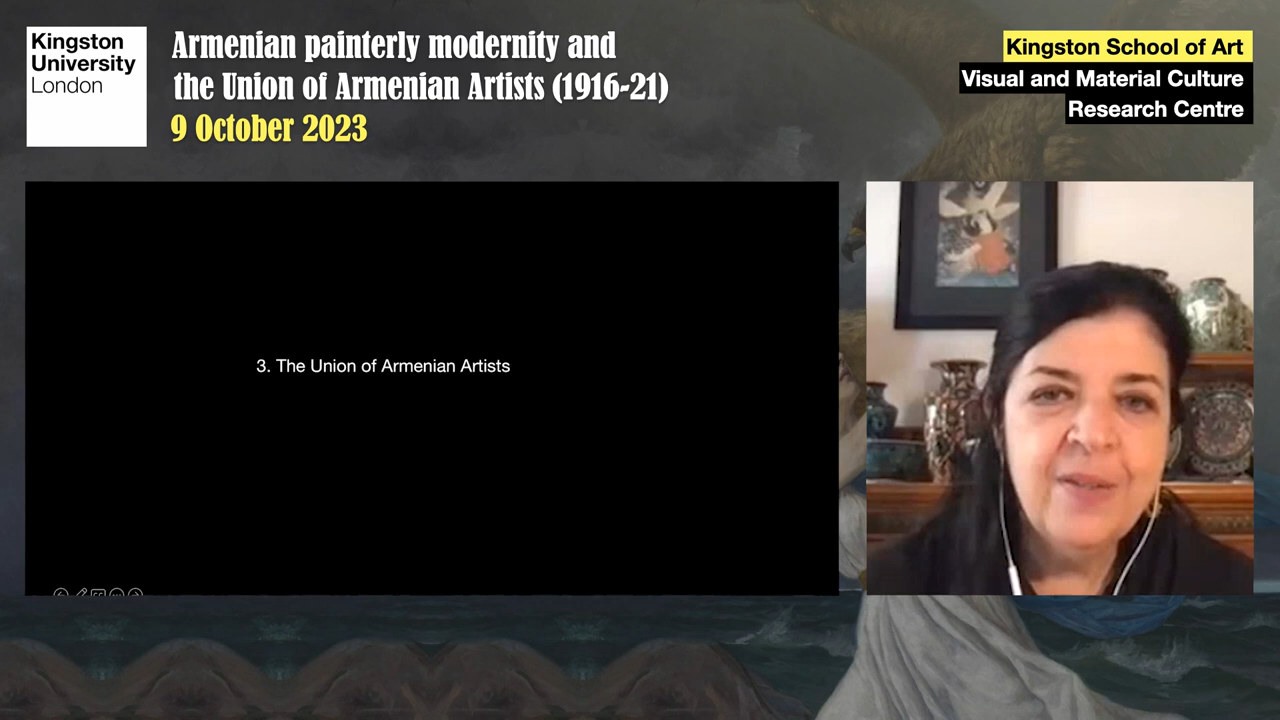 Kingston
University
London
Armenian painterly modernity and
the Union of Armenian Artists (1916-21)
9 October 2023
Kingston School of Art
Visual and Material Culture
Research Centre
3. The Union of Armenian Artists